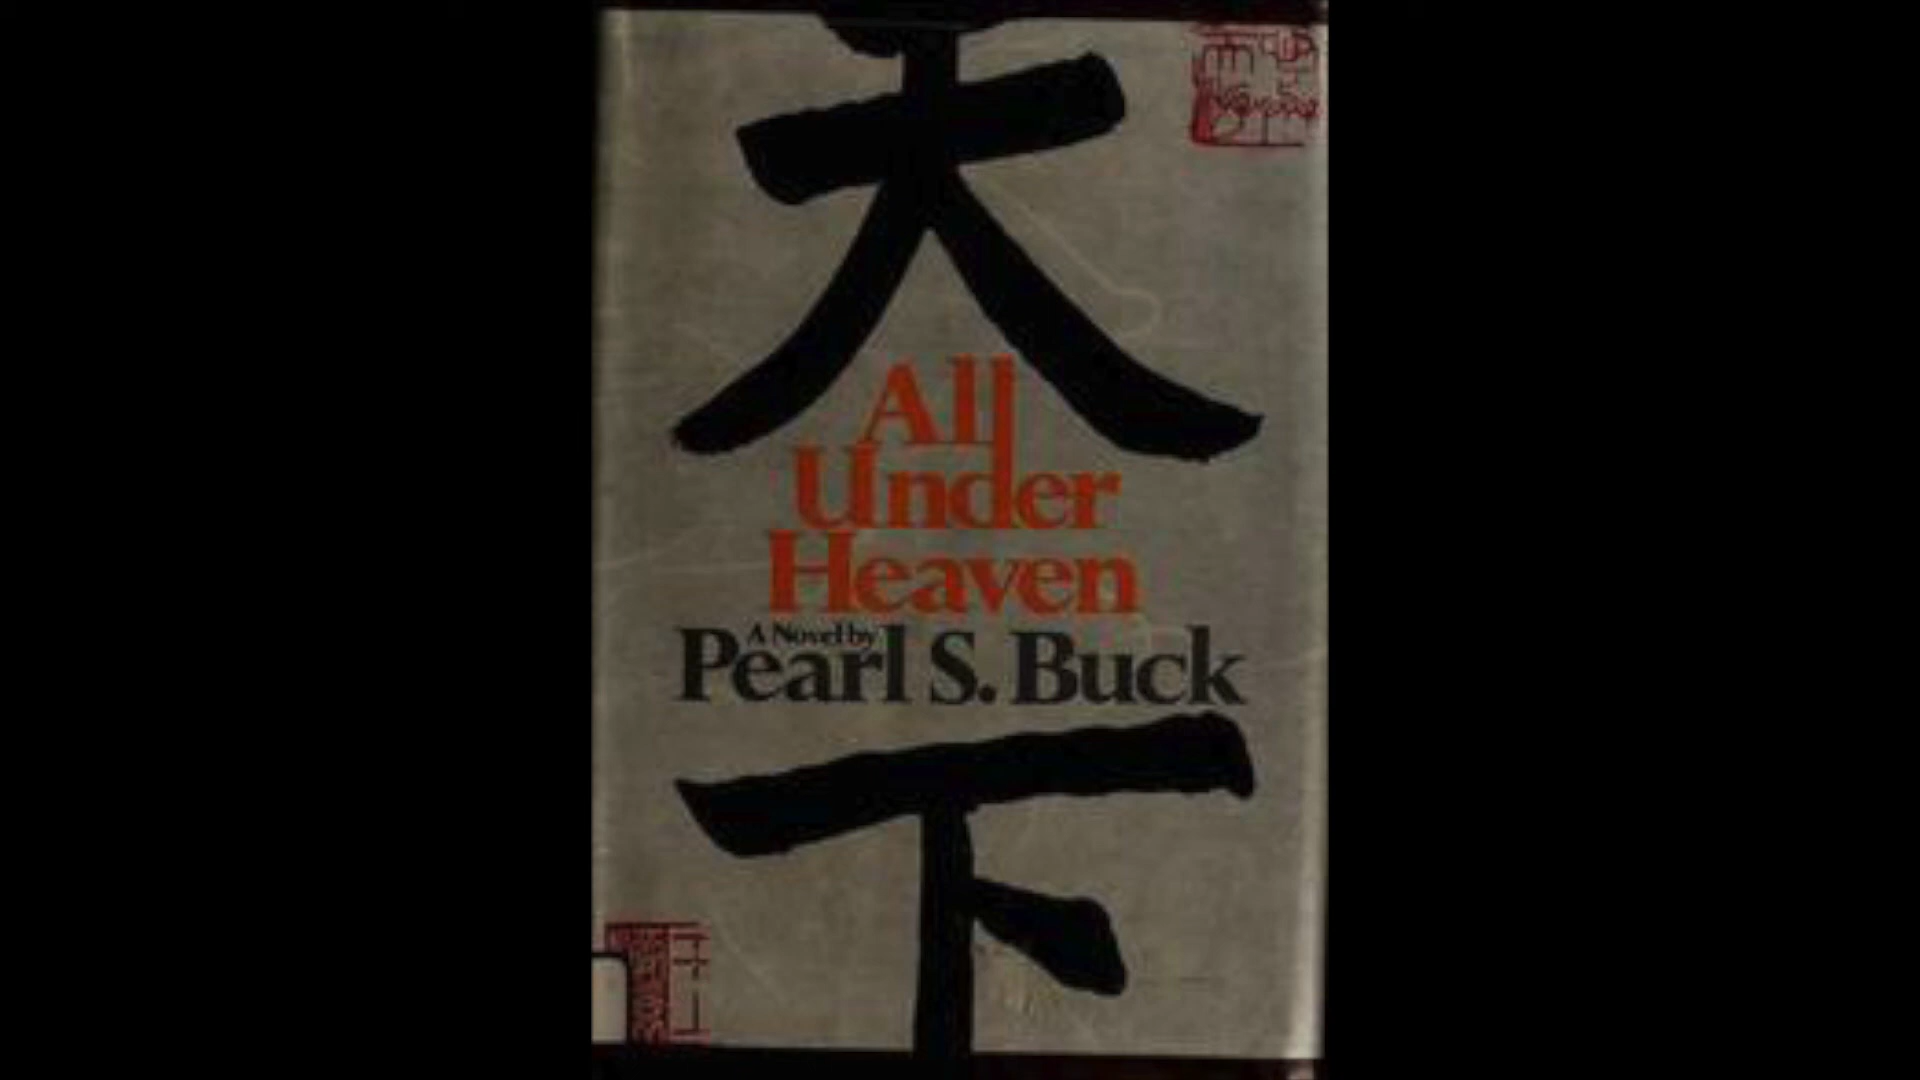 天
All
Under
Heaven
A Novel by
Pearl S. Buck
下